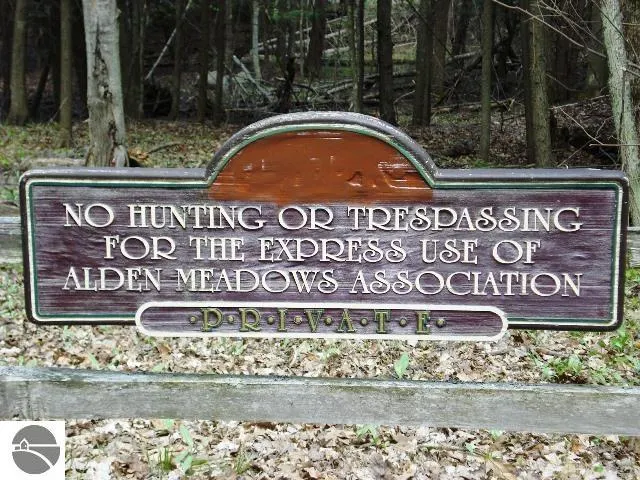 NO HUNTING OR TRESPASSING
FOR THE EXPRESS USE OF
ALDEN MEADOWS ASSOCIATION
·P·R·I·V·A·T·E·